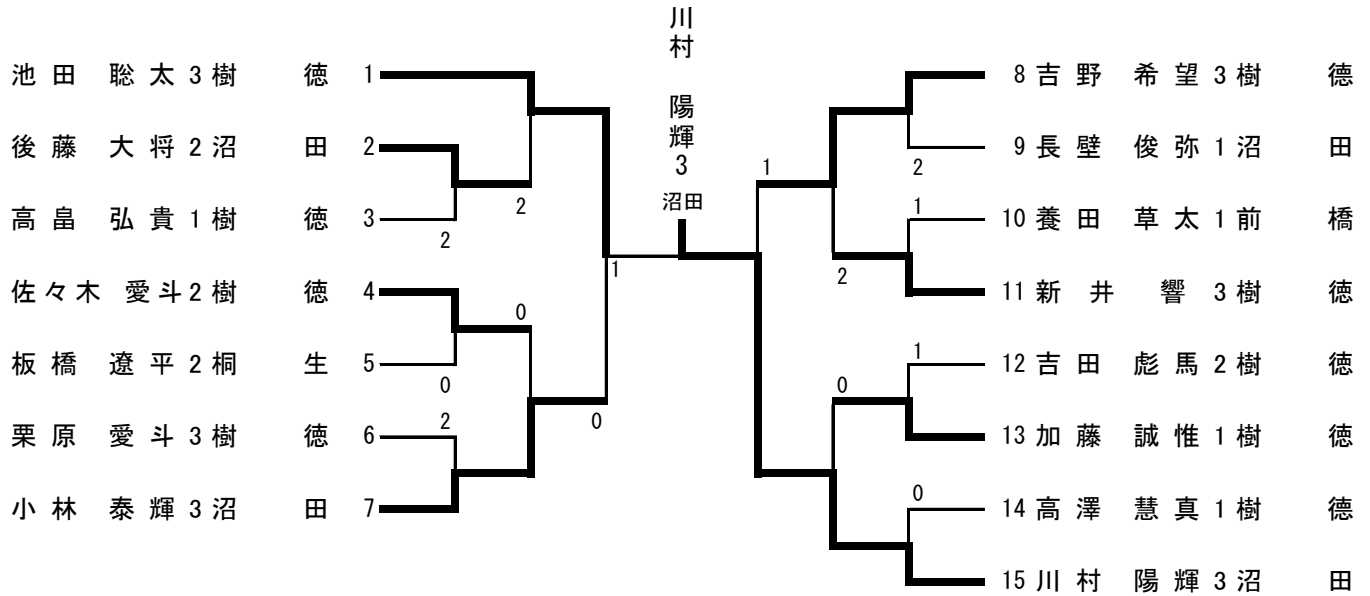 川村 陽輝 3
沼田
池田 聡太 3 樹徳 1
後藤 大将 2 沼田 2
高畠 弘貴 1 樹徳 3
佐々木 愛斗 2 樹徳 4
板橋 遼平 2 桐生 5
栗原 愛斗 3 樹徳 6
小林 泰輝 3 沼田 7
2
2
0
0
2
0
1
8 吉野 希望 3 樹徳
9 長壁 俊弥 1 沼田
10 養田 草太 1 前橋
11 新井 響 3 樹徳
12 吉田 彪馬 2 樹徳
13 加藤 誠惟 1 樹徳
14 高澤 慧真 1 樹徳
15 川村 陽輝 3 沼田
1
2
1
2
1
0
0